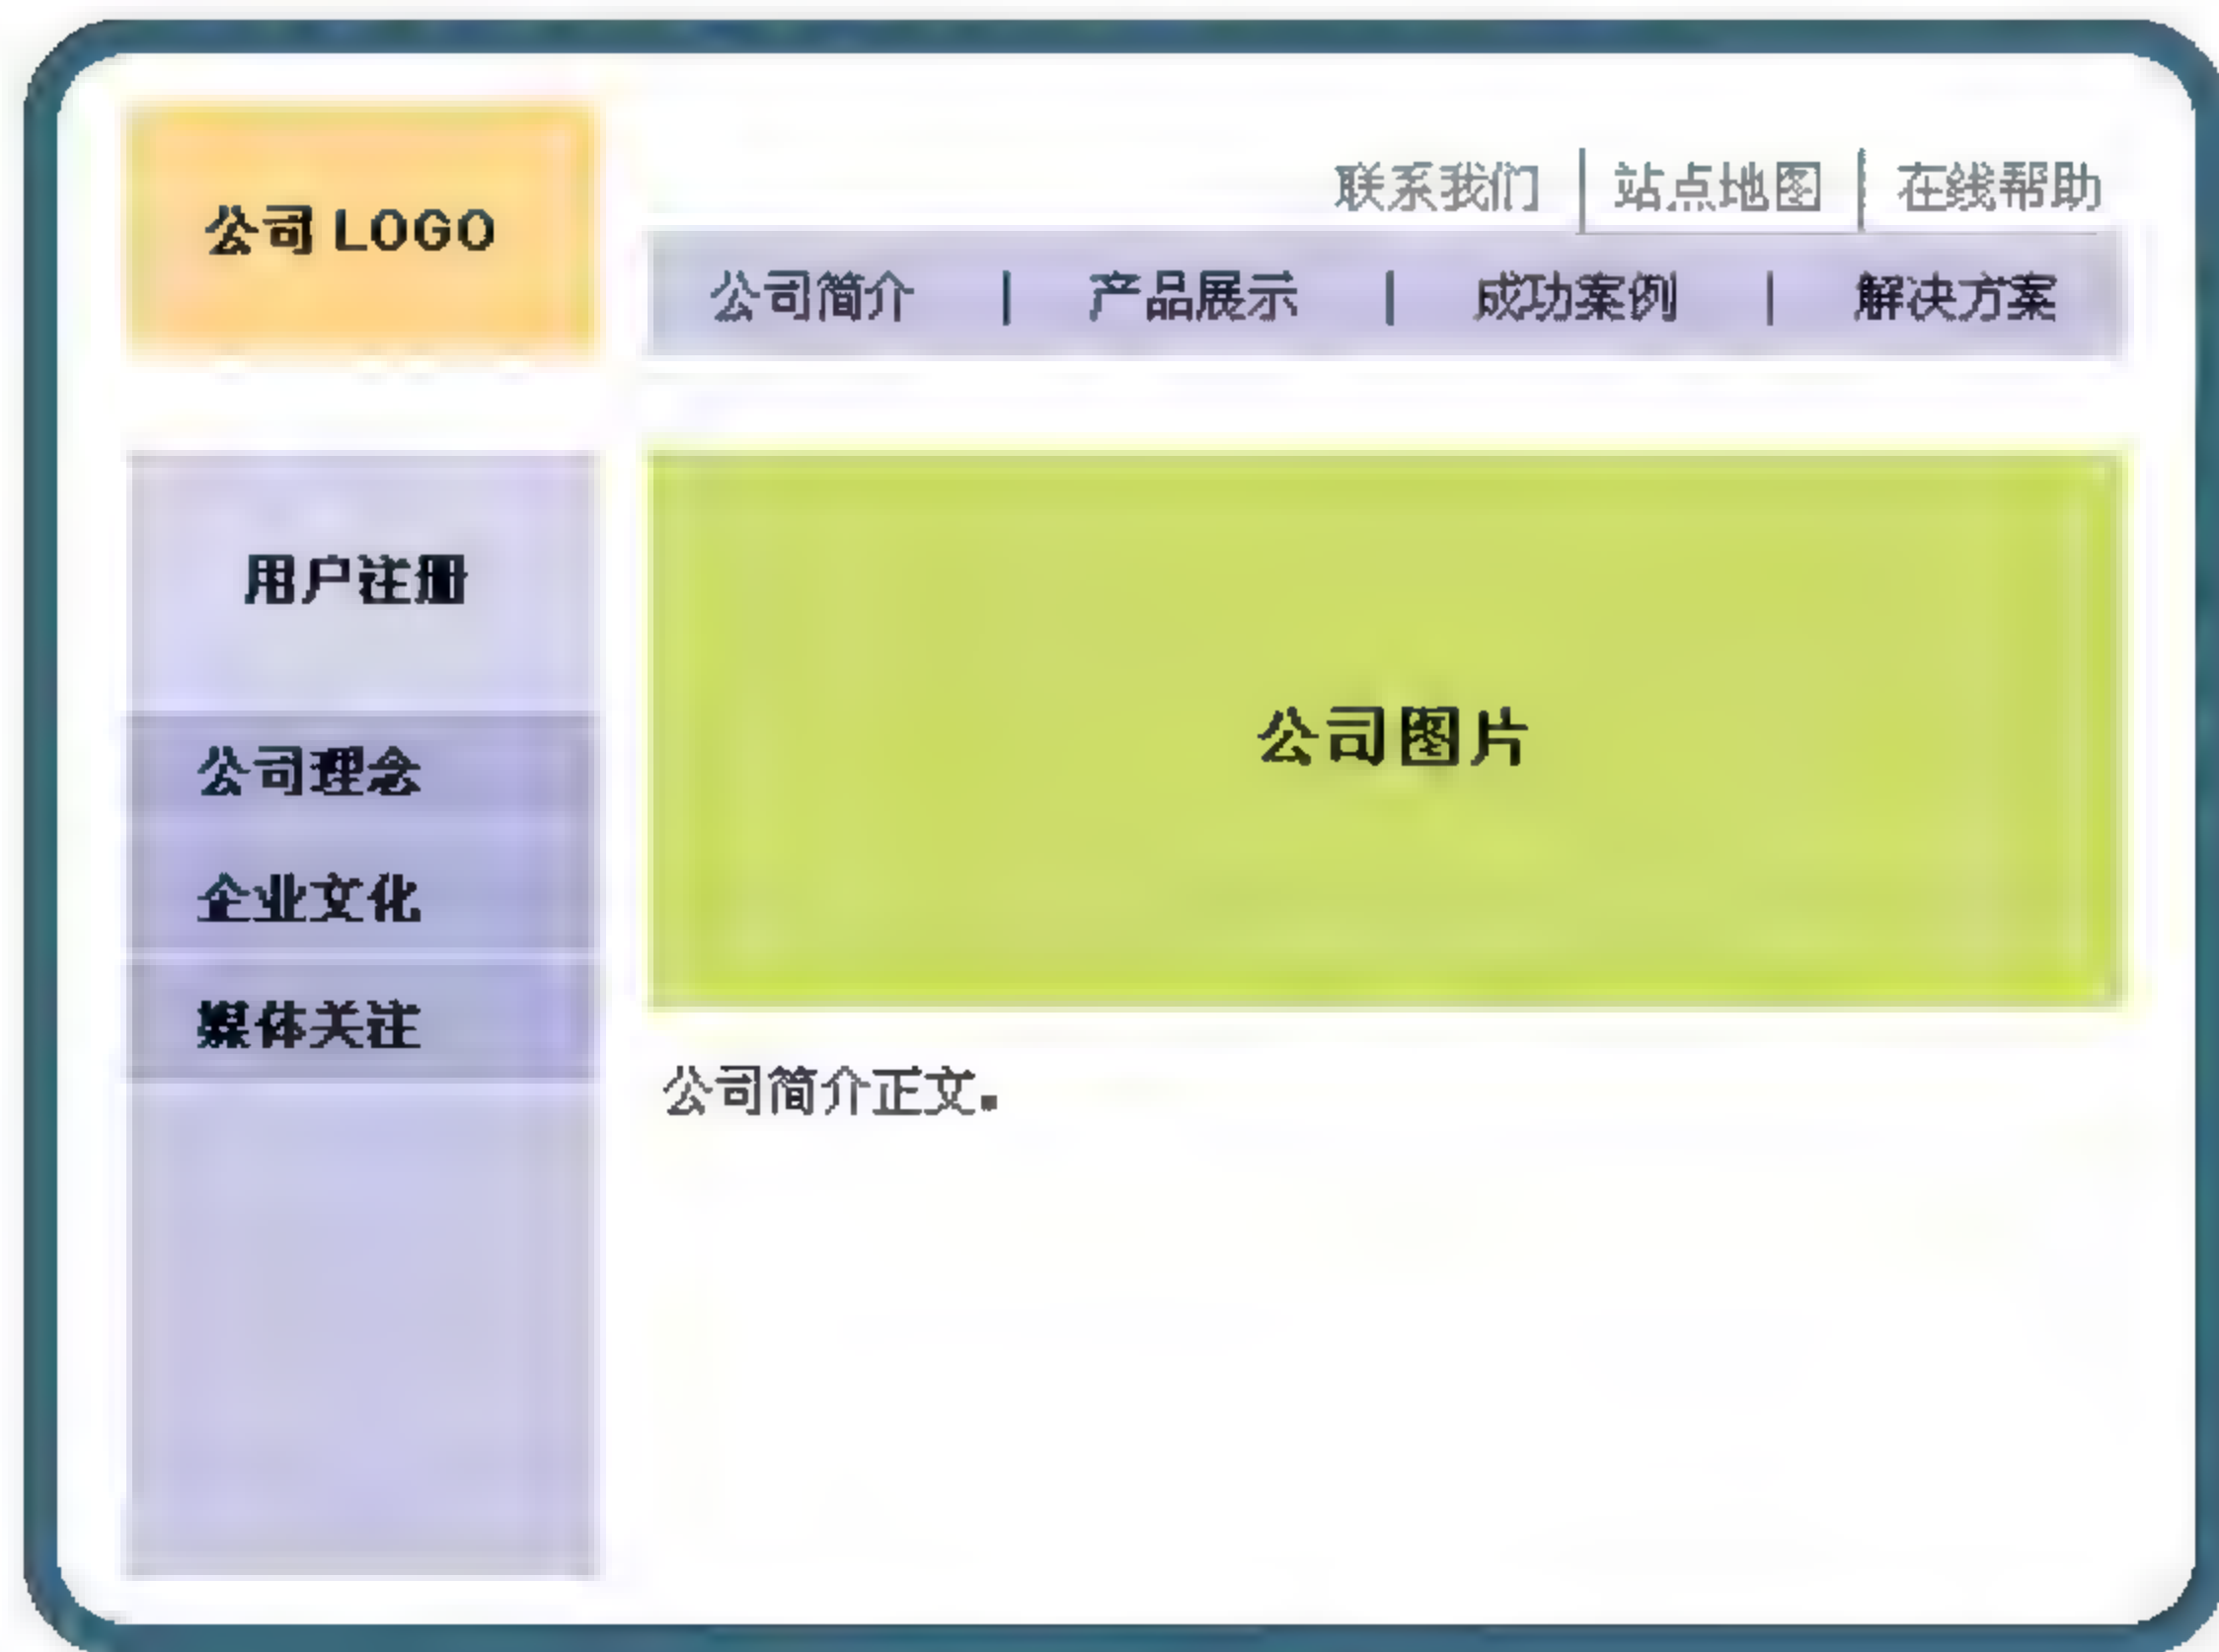 公司 LOGO
联系我们 | 站点地图 | 在线帮助
公司简介 | 产品展示 | 成功案例 | 解决方案
用户注册
公司理念
企业文化
媒体关注
公司图片
公司简介正文。